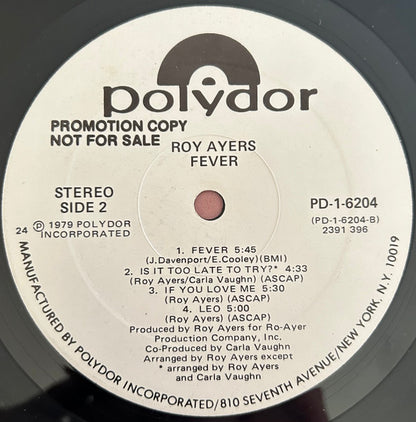 polydor
PROMOTION COPY
NOT FOR SALE
ROY AYERS
FEVER
STEREO
SIDE 2
PD-1-6204
(PD-1-6204-B)
2391 396
24 Ⓟ 1979 POLYDOR
INCORPORATED
1. FEVER 5:45
(J.Davenport/E.Cooley)(BMI)
2. IS IT TOO LATE TO TRY?* 4:33
(Roy Ayers/Carla Vaughn) (ASCAP)
3. IF YOU LOVE ME 5:30
(Roy Ayers) (ASCAP)
4. LEO 5:00
(Roy Ayers) (ASCAP)
Produced by Roy Ayers for Ro-Ayer
Production Company, Inc.
Co-Produced by Carla Vaughn
Arranged by Roy Ayers except
* arranged by Roy Ayers
and Carla Vaughn
MANUFACTURED BY POLYDOR INCORPORATED/810 SEVENTH AVENUE/NEW YORK. N.Y. 10019